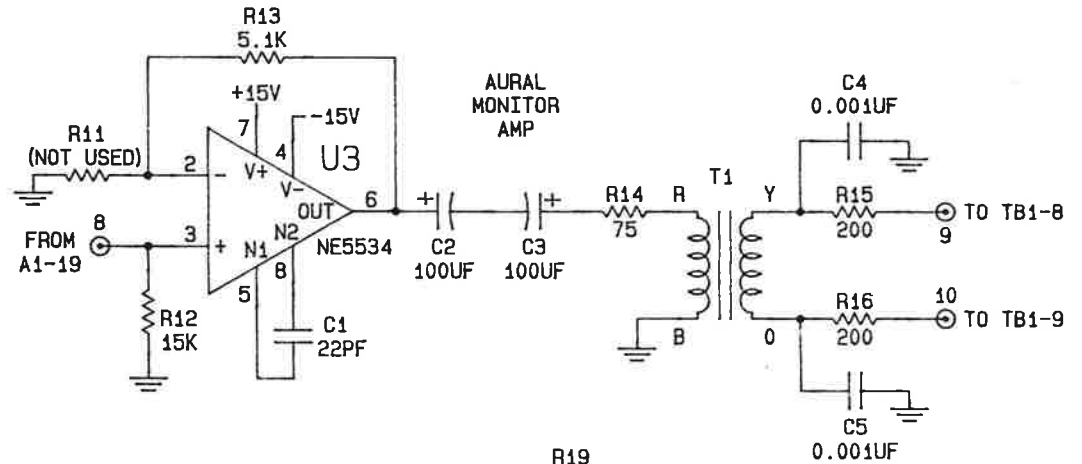 R13
5.1K
AURAL
MONITOR
AMP
C4
0.001UF
+15V
-15V
R11
(NOT USED)
7
4
U3
2
-
V+
V-
6
OUT
8
FROM
A1-19
3
+
N1
N2
NE5534
5
8
R12
15K
C1
22PF
+
C2
100UF
+
C3
100UF
R14
75
R
T1
Y
B
O
R15
200
TO TB1-8
9
R16
200
10
TO TB1-9
C5
0.001UF
R19